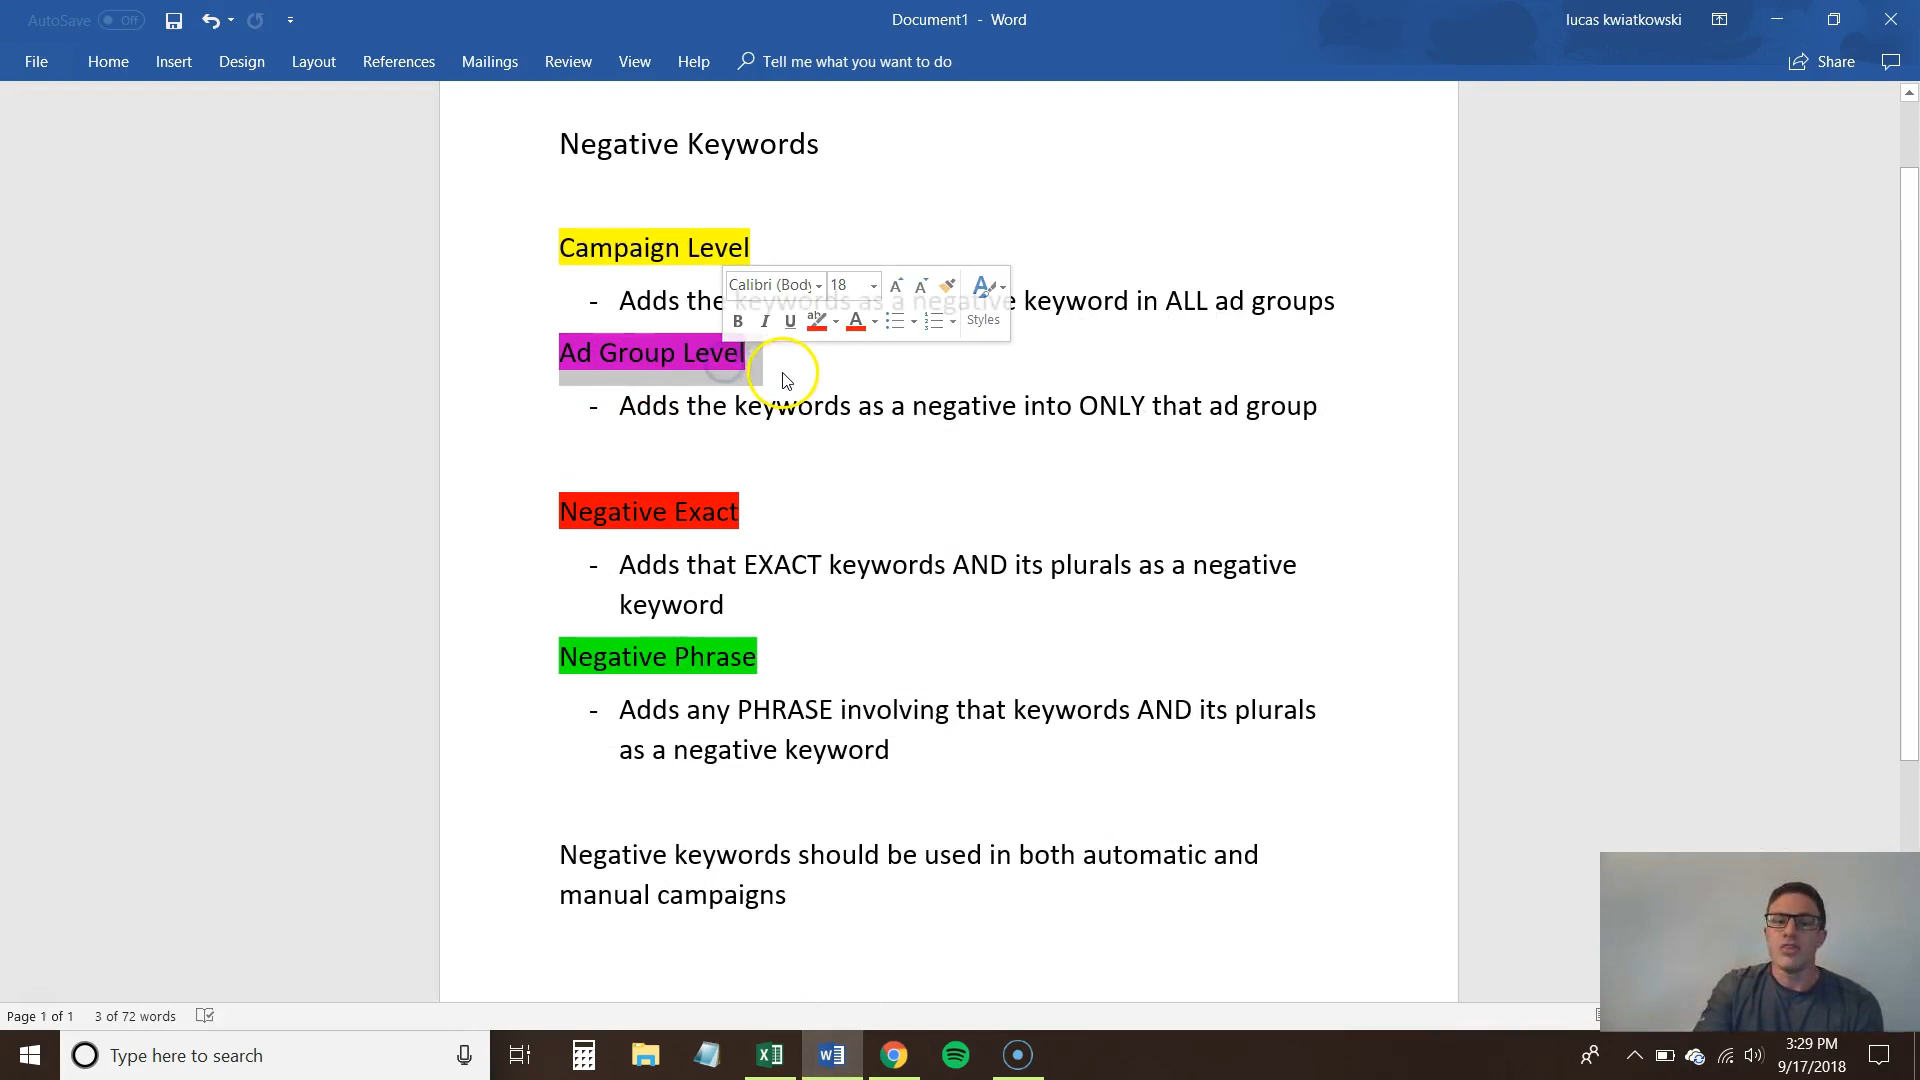 AutoSave Off
Document1 - Word
lucas kwiatkowski
File Home Insert Design Layout References Mailings Review View Help Tell me what you want to do
Share
Negative Keywords
Campaign Level
Calibri (Body 18
- Adds the keywords as a negative keyword in ALL ad groups
B I U ab A Styles
Ad Group Level
- Adds the keywords as a negative into ONLY that ad group
Negative Exact
- Adds that EXACT keywords AND its plurals as a negative
keyword
Negative Phrase
- Adds any PHRASE involving that keywords AND its plurals
as a negative keyword
Negative keywords should be used in both automatic and
manual campaigns
Page 1 of 1 3 of 72 words
Type here to search
3:29 PM
9/17/2018